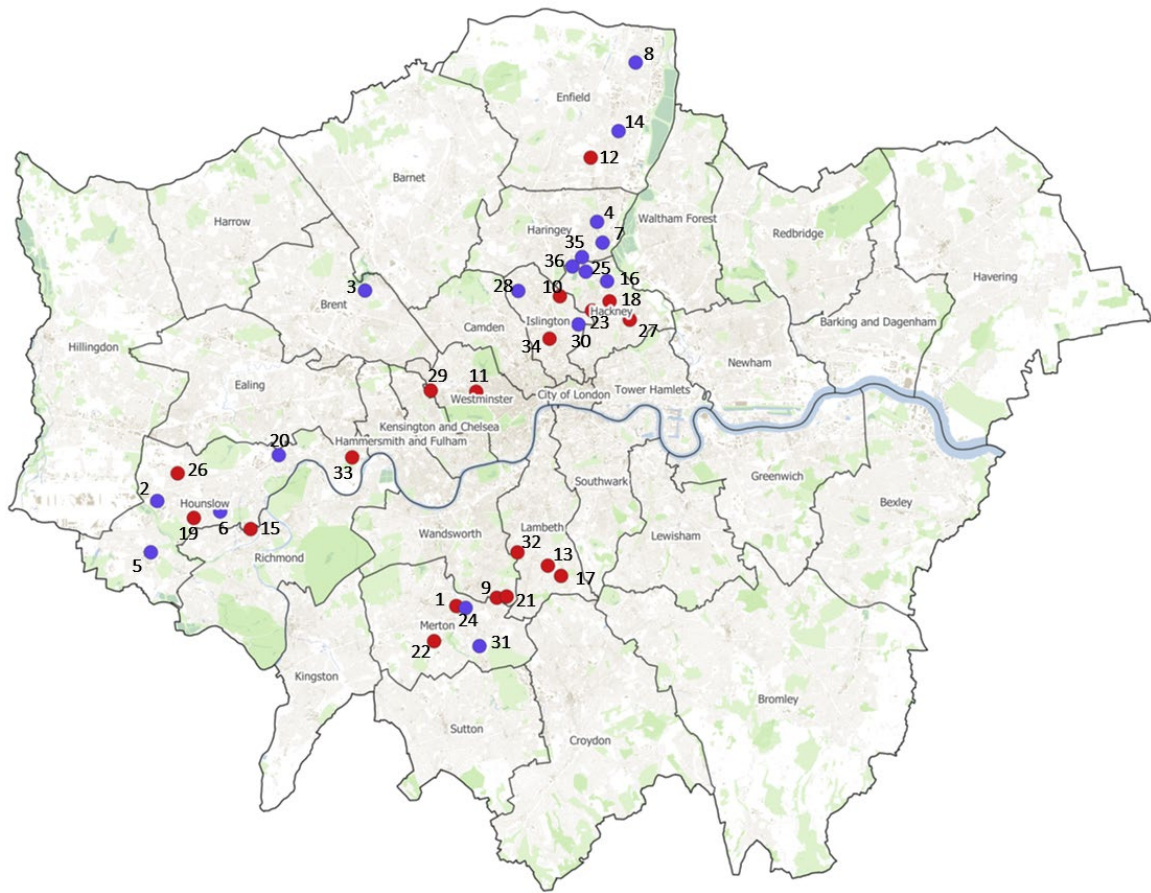 8
Enfield
14
12
Barnet
4
Waltham Forest
Harrow
Haringey
7
Redbridge
35
36
25
Havering
16
3
28
10
Brent
18
Hackney
Islington
23
27
Camden
30
Barking and Dagenham
34
Hillingdon
Newham
29
11
Ealing
Tower Hamlets
City of London
Westminster
Kensington and Chelsea
20
Hammersmith and Fulham
33
26
Southwark
Greenwich
2
Hounslow
Bexley
19
6
15
Wandsworth
Lambeth
Lewisham
5
Richmond
32
13
17
9
21
1
24
Merton
22
31
Kingston
Bromley
Sutton
Croydon